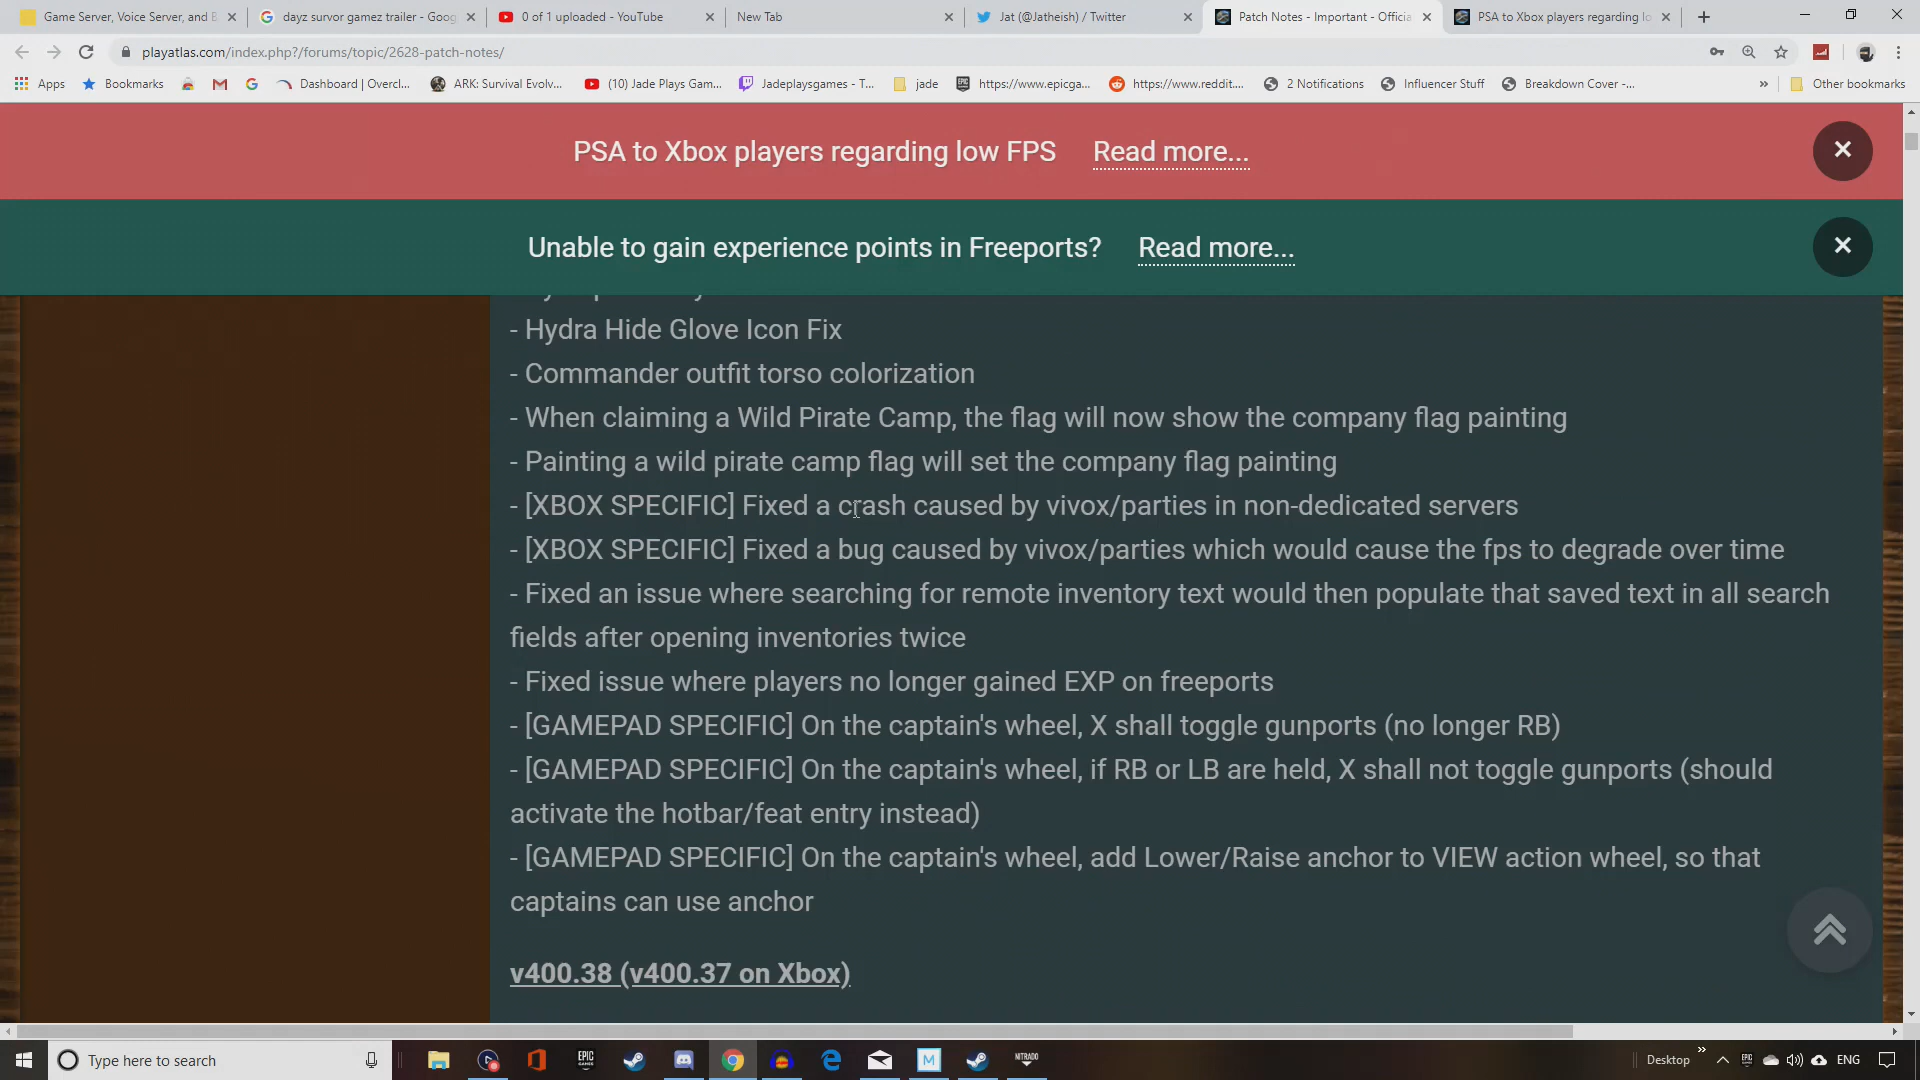 Game Server, Voice Server, and B
dayz survor gamez trailer - Goog
0 of 1 uploaded - YouTube
New Tab
Jat (@Jatheish) / Twitter
Patch Notes - Important - Officia
PSA to Xbox players regarding lo
playatlas.com/index.php?/forums/topic/2628-patch-notes/
Apps
Bookmarks
Dashboard | Overcl...
ARK: Survival Evolv...
(10) Jade Plays Gam...
Jadeplaysgames - T...
jade
https://www.epicga...
https://www.reddit....
2 Notifications
Influencer Stuff
Breakdown Cover -...
»
Other bookmarks
PSA to Xbox players regarding low FPS Read more...
Unable to gain experience points in Freeports? Read more...
- Hydra Hide Glove Icon Fix
- Commander outfit torso colorization
- When claiming a Wild Pirate Camp, the flag will now show the company flag painting
- Painting a wild pirate camp flag will set the company flag painting
- [XBOX SPECIFIC] Fixed a crash caused by vivox/parties in non-dedicated servers
- [XBOX SPECIFIC] Fixed a bug caused by vivox/parties which would cause the fps to degrade over time
- Fixed an issue where searching for remote inventory text would then populate that saved text in all search
fields after opening inventories twice
- Fixed issue where players no longer gained EXP on freeports
- [GAMEPAD SPECIFIC] On the captain's wheel, X shall toggle gunports (no longer RB)
- [GAMEPAD SPECIFIC] On the captain's wheel, if RB or LB are held, X shall not toggle gunports (should
activate the hotbar/feat entry instead)
- [GAMEPAD SPECIFIC] On the captain's wheel, add Lower/Raise anchor to VIEW action wheel, so that
captains can use anchor
v400.38 (v400.37 on Xbox)
Type here to search
EPIC GAMES
M
NITRADO
Desktop
»
ENG